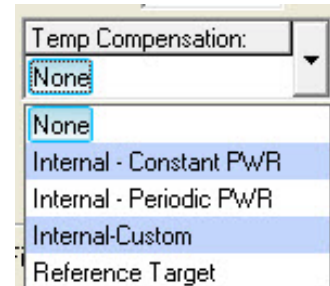 Temp Compensation:
None
None
Internal - Constant PWR
Internal - Periodic PWR
Internal-Custom
Reference Target